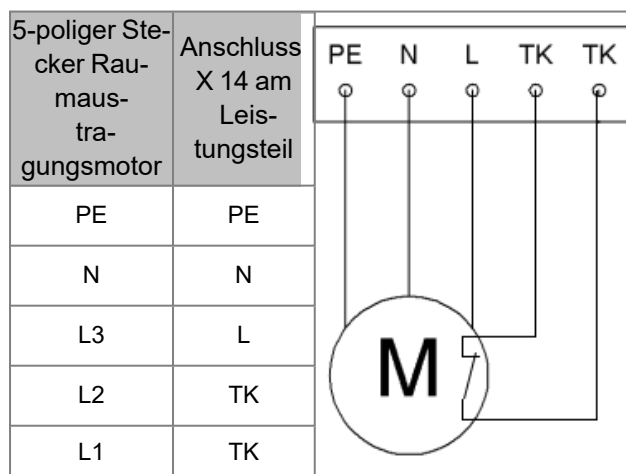 5-poliger Ste-
cker Rau-
maus-
tra-
gungsmotor
Anschluss
X 14 am
Leis-
tungsteil
PE PE
N N
L3 L
L2 TK
L1 TK
PE N L TK TK
M